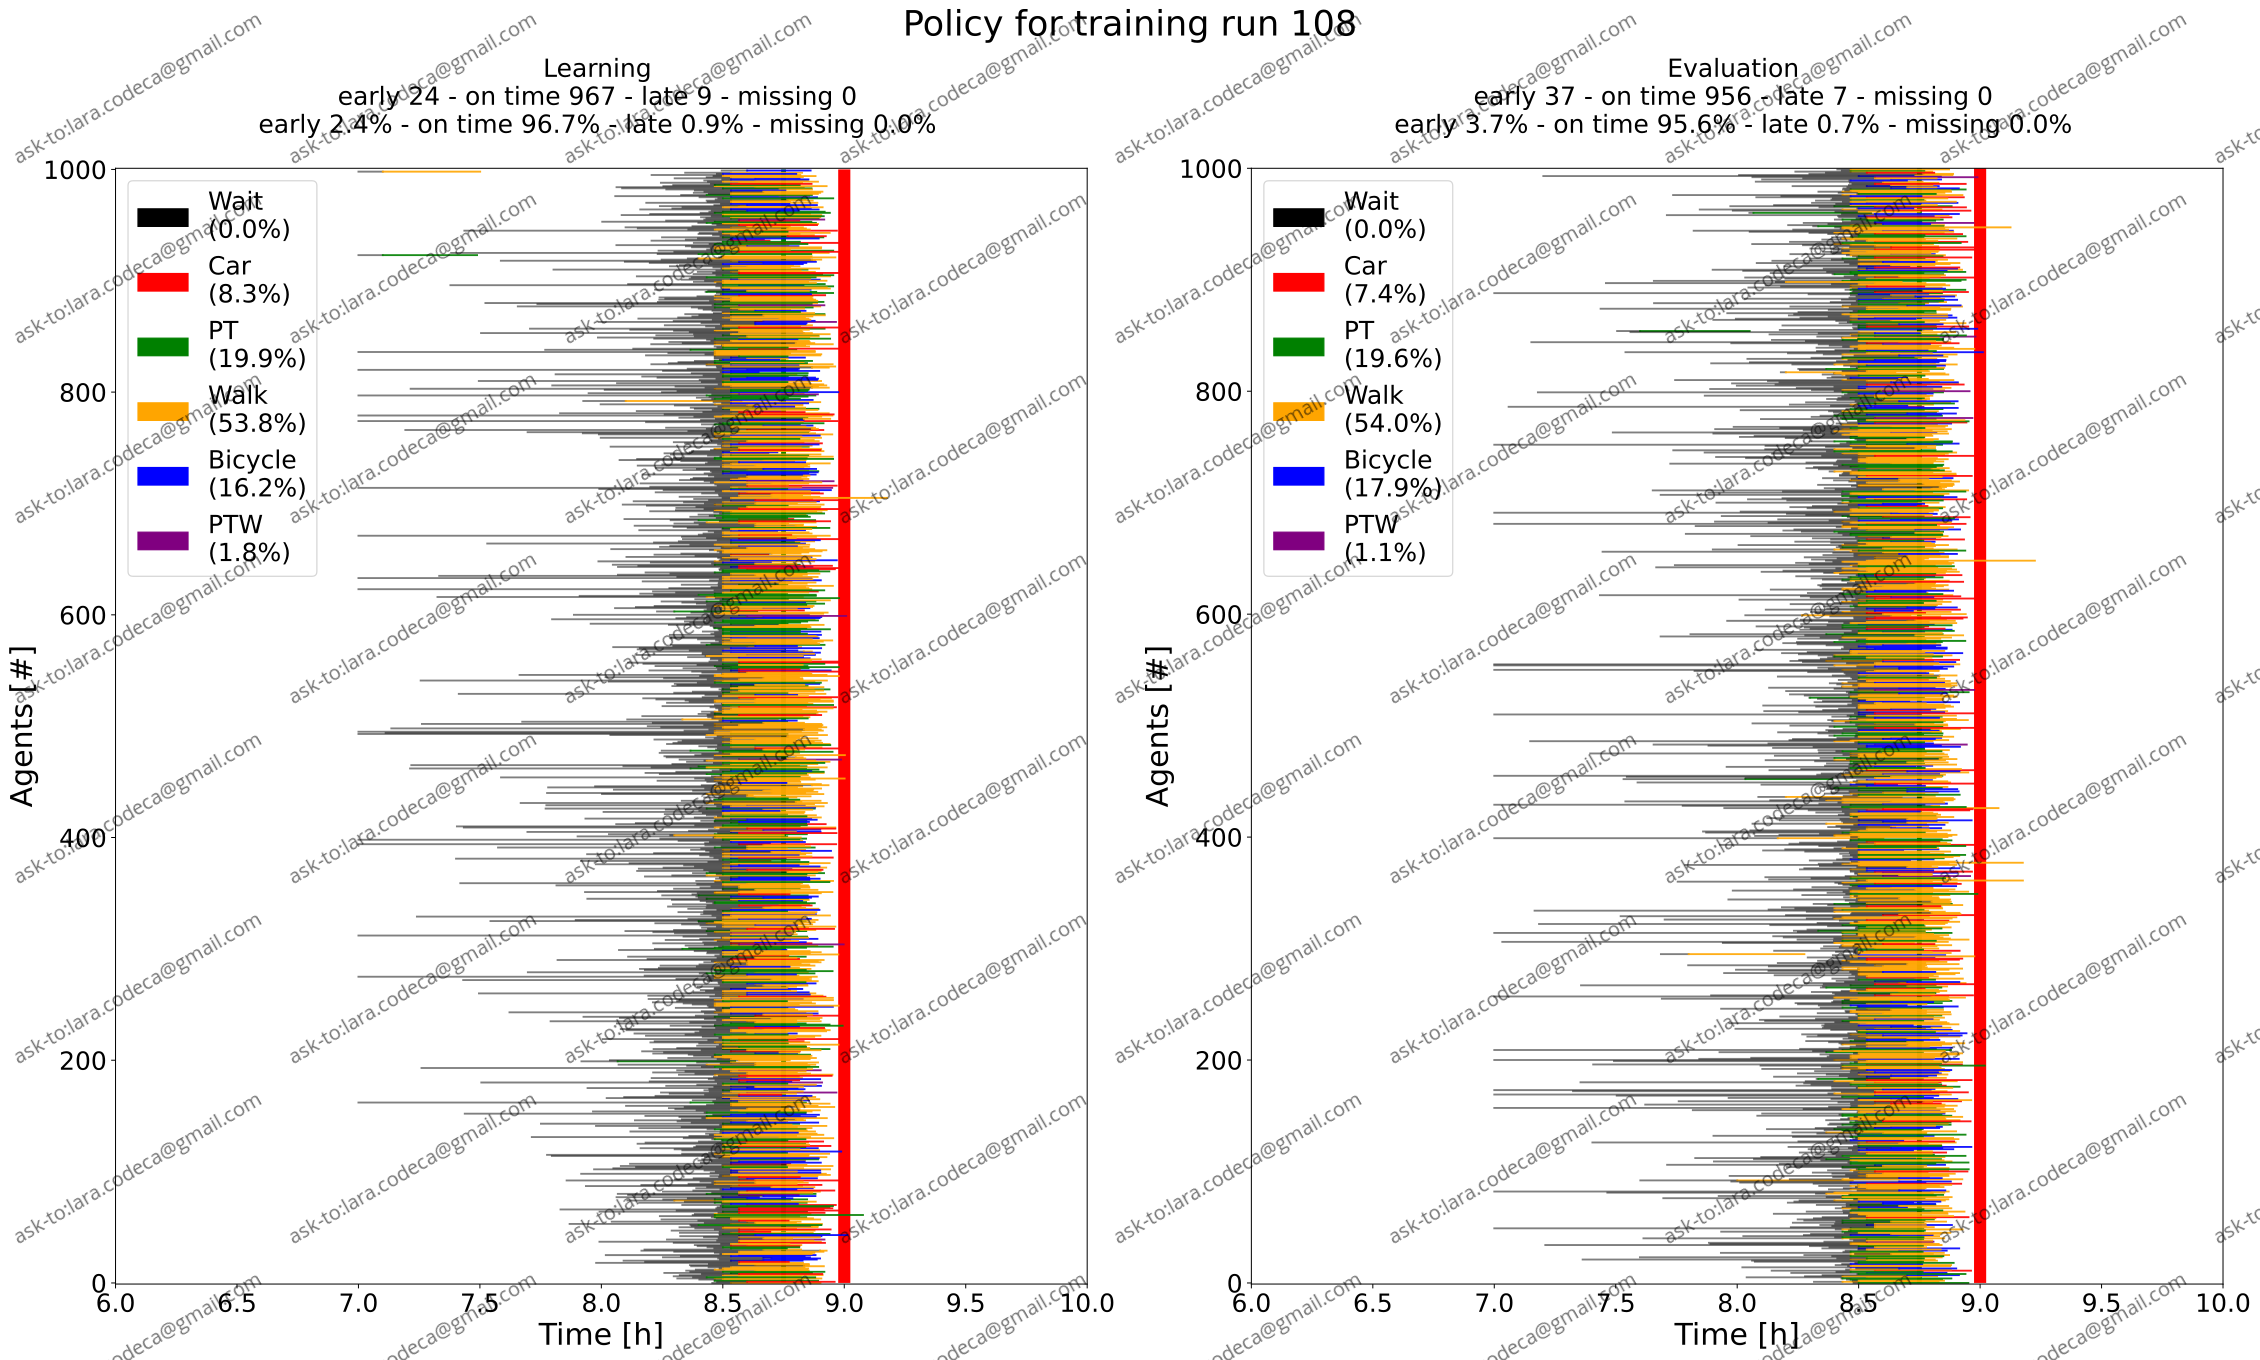 Policy for training run 108
Learning
early 24 - on time 967 - late 9 - missing 0
early 2.4% - on time 96.7% - late 0.9% - missing 0.0%
1000
800
600
400
200
0
Agents [#]
Wait
(0.0%)
Car
(8.3%)
PT
(19.9%)
Walk
(53.8%)
Bicycle
(16.2%)
PTW
(1.8%)
6.0 6.5 7.0 7.5 8.0 8.5 9.0 9.5 10.0
Time [h]
Evaluation
early 37 - on time 956 - late 7 - missing 0
early 3.7% - on time 95.6% - late 0.7% - missing 0.0%
1000
800
600
400
200
0
Agents [#]
Wait
(0.0%)
Car
(7.4%)
PT
(19.6%)
Walk
(54.0%)
Bicycle
(17.9%)
PTW
(1.1%)
6.0 6.5 7.0 7.5 8.0 8.5 9.0 9.5 10.0
Time [h]
ask-to:lara.codeca@gmail.com